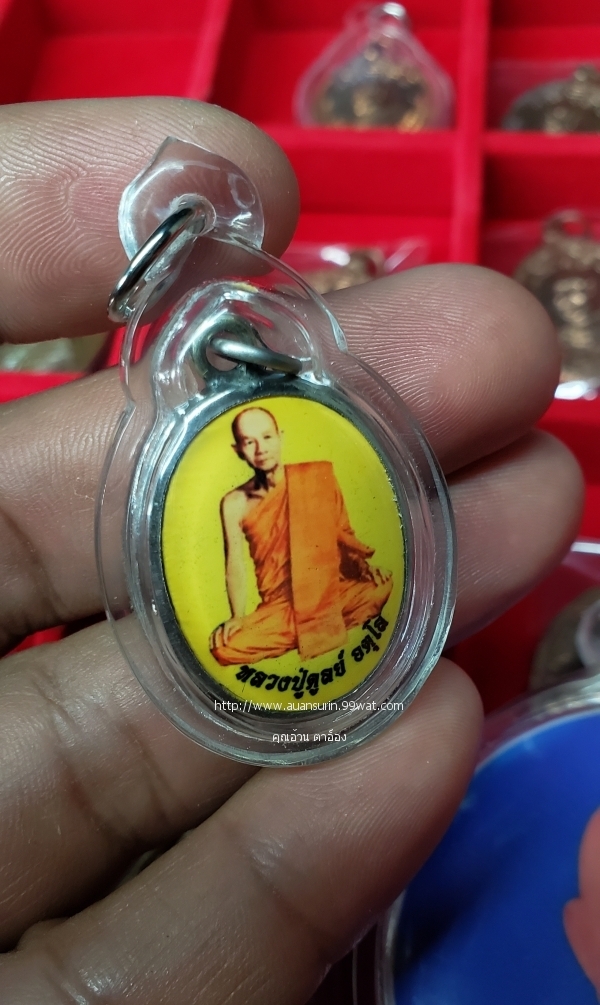 หลวงปู่ดูลย์ อตุโล
http://www.auansurin.99wat.com
คุณอ้วน ตาอ็อง